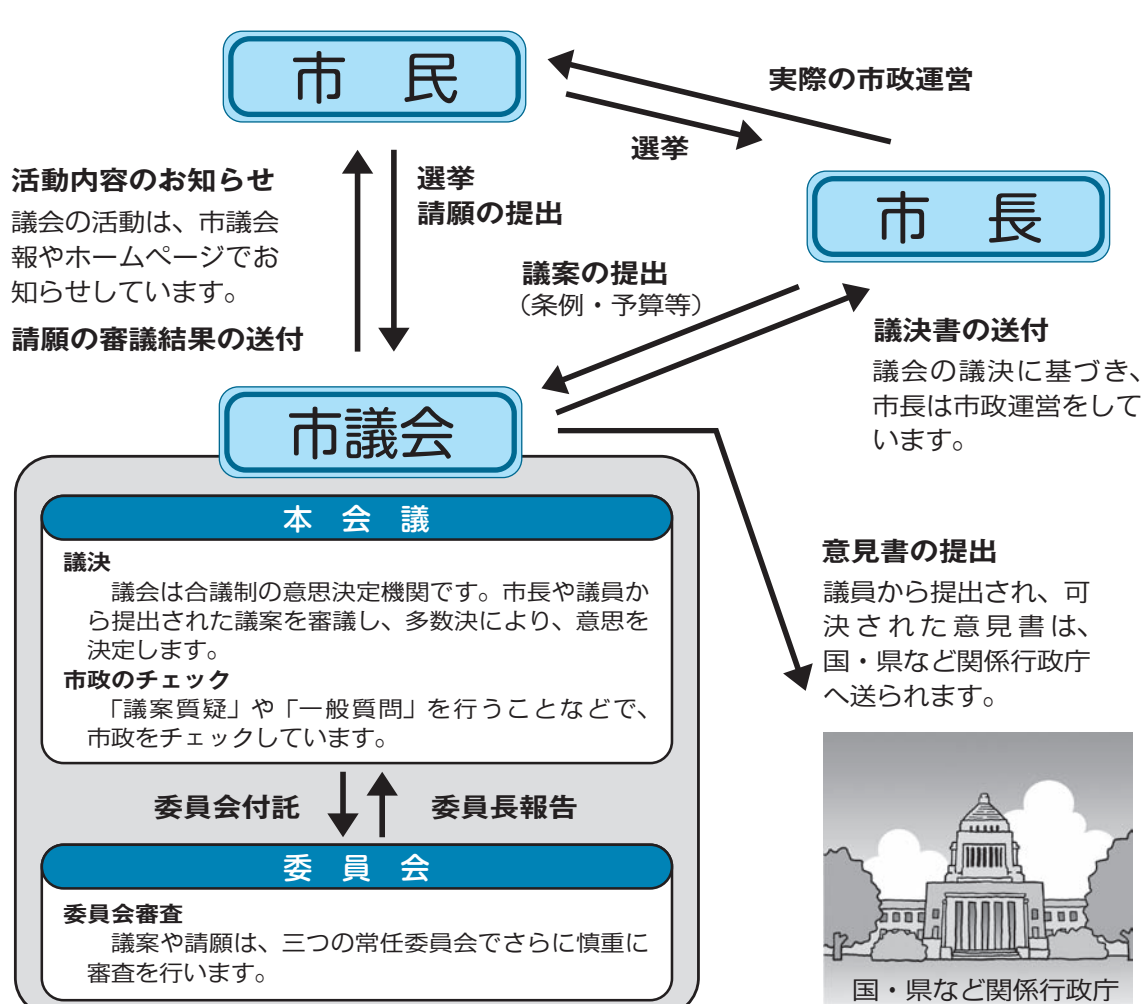 市　民
実際の市政運営
選挙
活動内容のお知らせ
議会の活動は、市議会
報やホームページでお
知らせしています。
請願の審議結果の送付
選挙
請願の提出
市　長
議案の提出
（条例・予算等）
議決書の送付
議会の議決に基づき、
市長は市政運営をして
います。
市議会
本　会　議
議決
　議会は合議制の意思決定機関です。市長や議員か
ら提出された議案を審議し、多数決により、意思を
決定します。
市政のチェック
　「議案質疑」や「一般質問」を行うことなどで、
市政をチェックしています。
委員会付託
委員長報告
委　員　会
委員会審査
　議案や請願は、三つの常任委員会でさらに慎重に
審査を行います。
意見書の提出
議員から提出され、可
決された意見書は、
国・県など関係行政庁
へ送られます。
国・県など関係行政庁